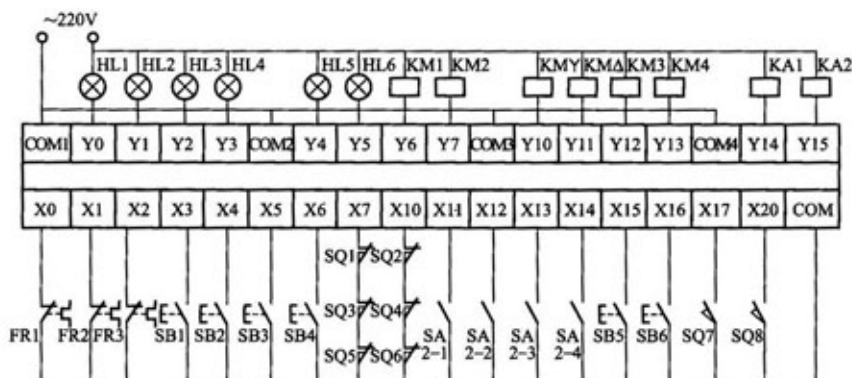 ~220V
HL1 HL2 HL3 HL4 HL5 HL6 KM1 KM2 KMY KMΔ KM3 KM4 KA1 KA2
COM1 Y0 Y1 Y2 Y3 COM2 Y4 Y5 Y6 Y7 COM3 Y10 Y11 Y12 Y13 COM4 Y14 Y15
X0 X1 X2 X3 X4 X5 X6 X7 X10 X11 X12 X13 X14 X15 X16 X17 X20 COM
SQ1 SQ2
SQ3 SQ4
FR1 FR2 FR3 SB1 SB2 SB3 SB4 SA SA SA SA SB5 SB6 SQ7 SQ8
SQ5 SQ6 2-1 2-2 2-3 2-4